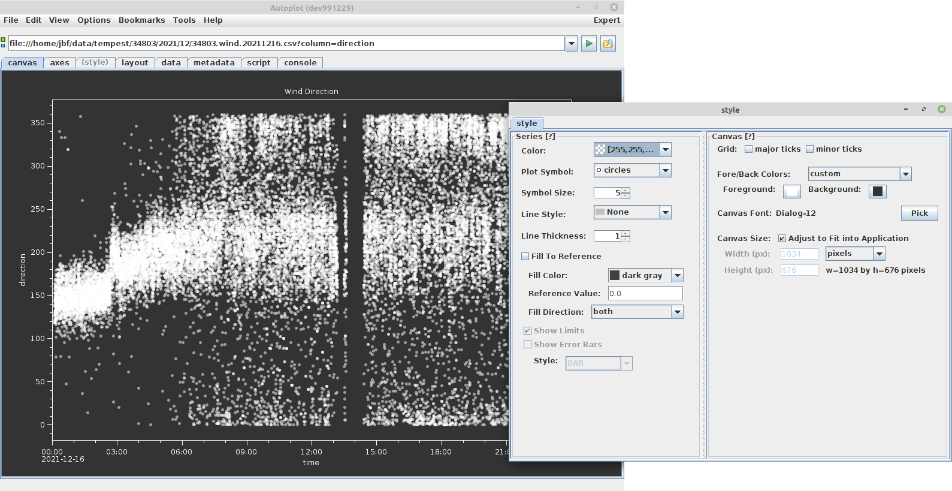 Autoplot (dev991229)
File Edit View Options Bookmarks Tools Help Expert
file:///home/jbf/data/tempest/34803/2021/12/34803.wind.20211216.csv?column=direction
canvas axes (style) layout data metadata script console
Wind Direction
350
300
250
200
150
100
50
0
direction
00:00 03:00 06:00 09:00 12:00 15:00 18:00 21:
2021-12-16
time
style
style
Series [?]
Color: [255,255,...
Plot Symbol: circles
Symbol Size: 5
Line Style: None
Line Thickness: 1
Fill To Reference
Fill Color: dark gray
Reference Value: 0.0
Fill Direction: both
Show Limits
Show Error Bars
Style: BAR
Canvas [?]
Grid: major ticks minor ticks
Fore/Back Colors: custom
Foreground: Background:
Canvas Font: Dialog-12 Pick
Canvas Size: Adjust to Fit into Application
Width (px): 1034 pixels
Height (px): 676 w=1034 by h=676 pixels